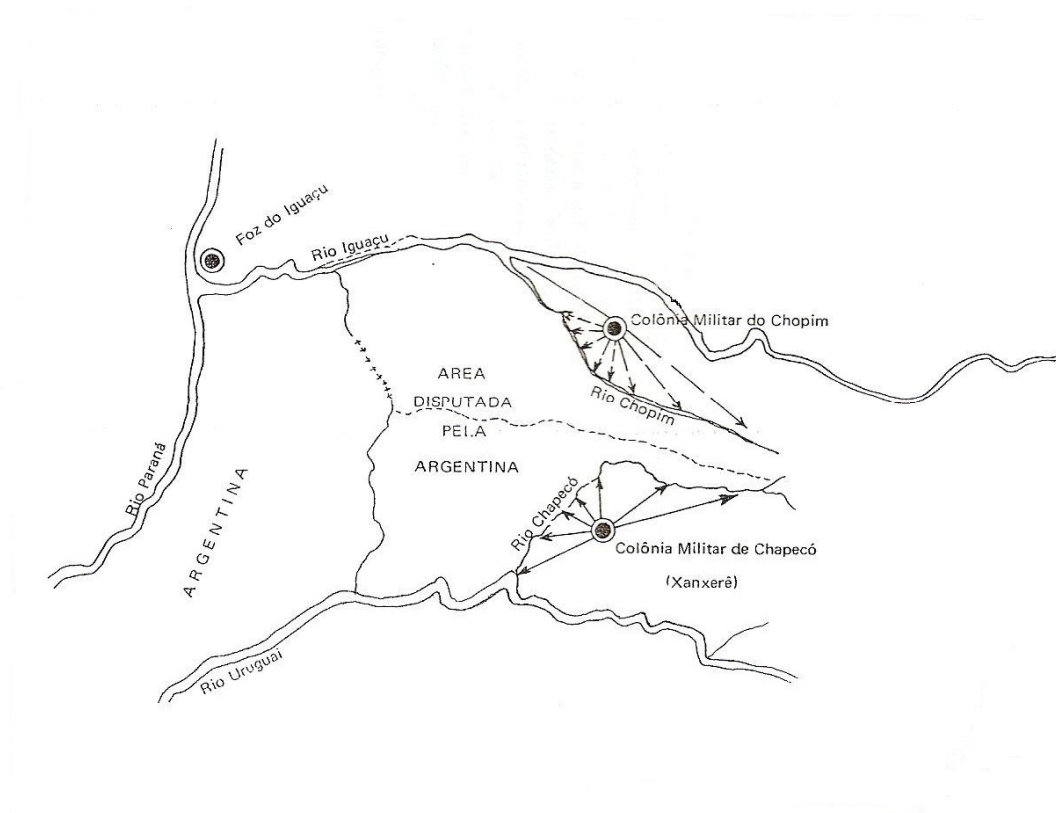 Foz do Iguaçu
Rio Iguaçu
Colônia Militar do Chopim
AREA
DISPUTADA
PELA
ARGENTINA
Rio Chopim
Rio Paraná
ARGENTINA
Rio Chapecó
Colônia Militar de Chapecó
(Xanxerê)
Rio Uruguai